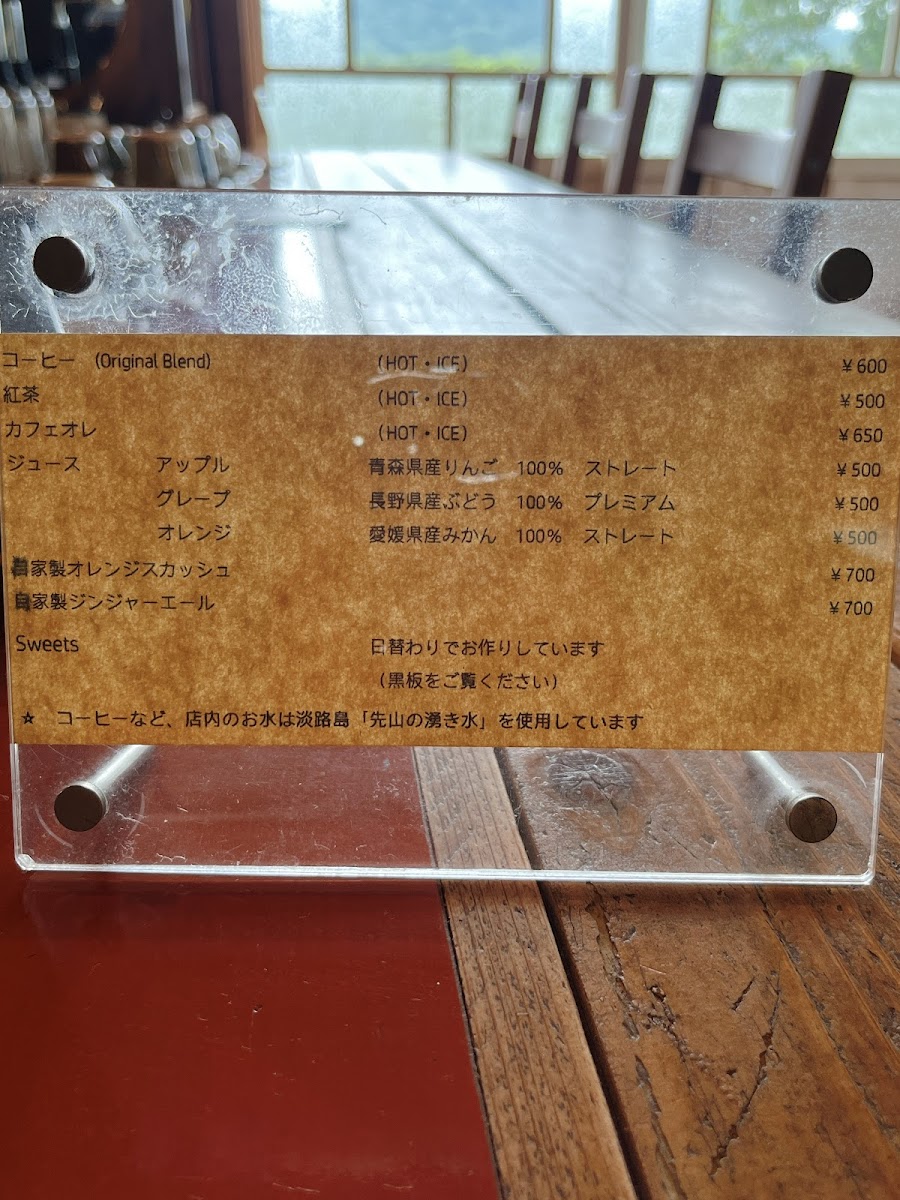 コーヒー (Original Blend) (HOT・ICE) ¥600
紅茶 (HOT・ICE) ¥500
カフェオレ (HOT・ICE) ¥650
ジュース アップル 青森県産りんご 100% ストレート ¥500
グレープ 長野県産ぶどう 100% プレミアム ¥500
オレンジ 愛媛県産みかん 100% ストレート ¥500
自家製オレンジスカッシュ ¥700
自家製ジンジャーエール ¥700
Sweets 日替わりでお作りしています
(黒板をご覧ください)
☆ コーヒーなど、店内のお水は淡路島「先山の湧き水」を使用しています